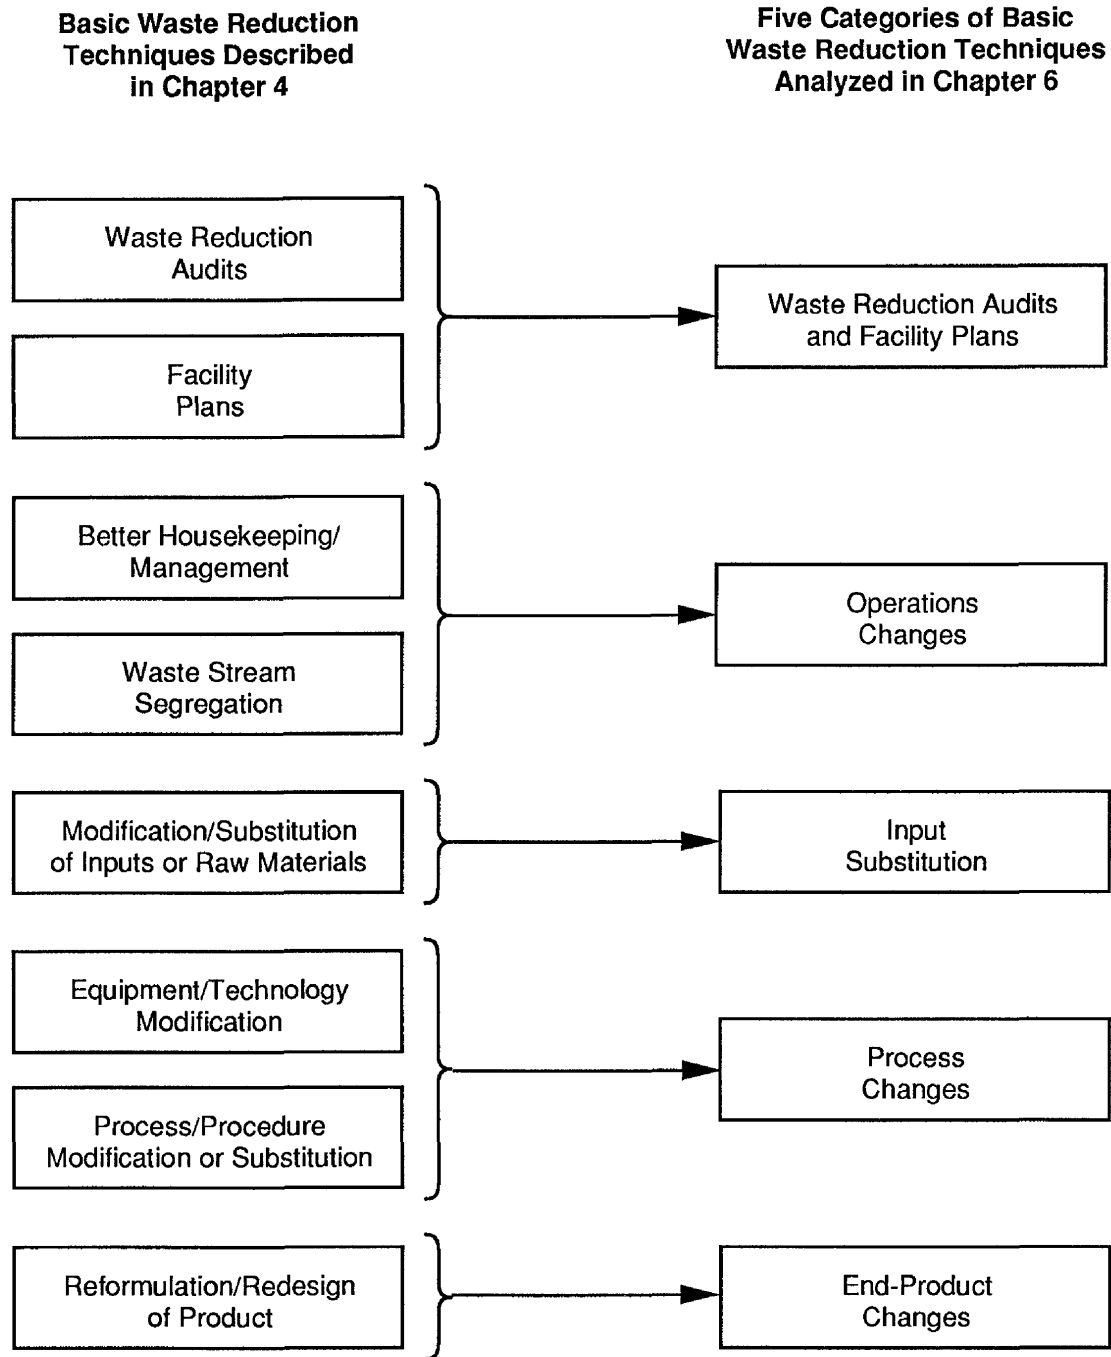 Basic Waste Reduction
Techniques Described
in Chapter 4
Five Categories of Basic
Waste Reduction Techniques
Analyzed in Chapter 6
Waste Reduction
Audits
Facility
Plans
Waste Reduction Audits
and Facility Plans
Better Housekeeping/
Management
Waste Stream
Segregation
Operations
Changes
Modification/Substitution
of Inputs or Raw Materials
Input
Substitution
Equipment/Technology
Modification
Process/Procedure
Modification or Substitution
Process
Changes
Reformulation/Redesign
of Product
End-Product
Changes